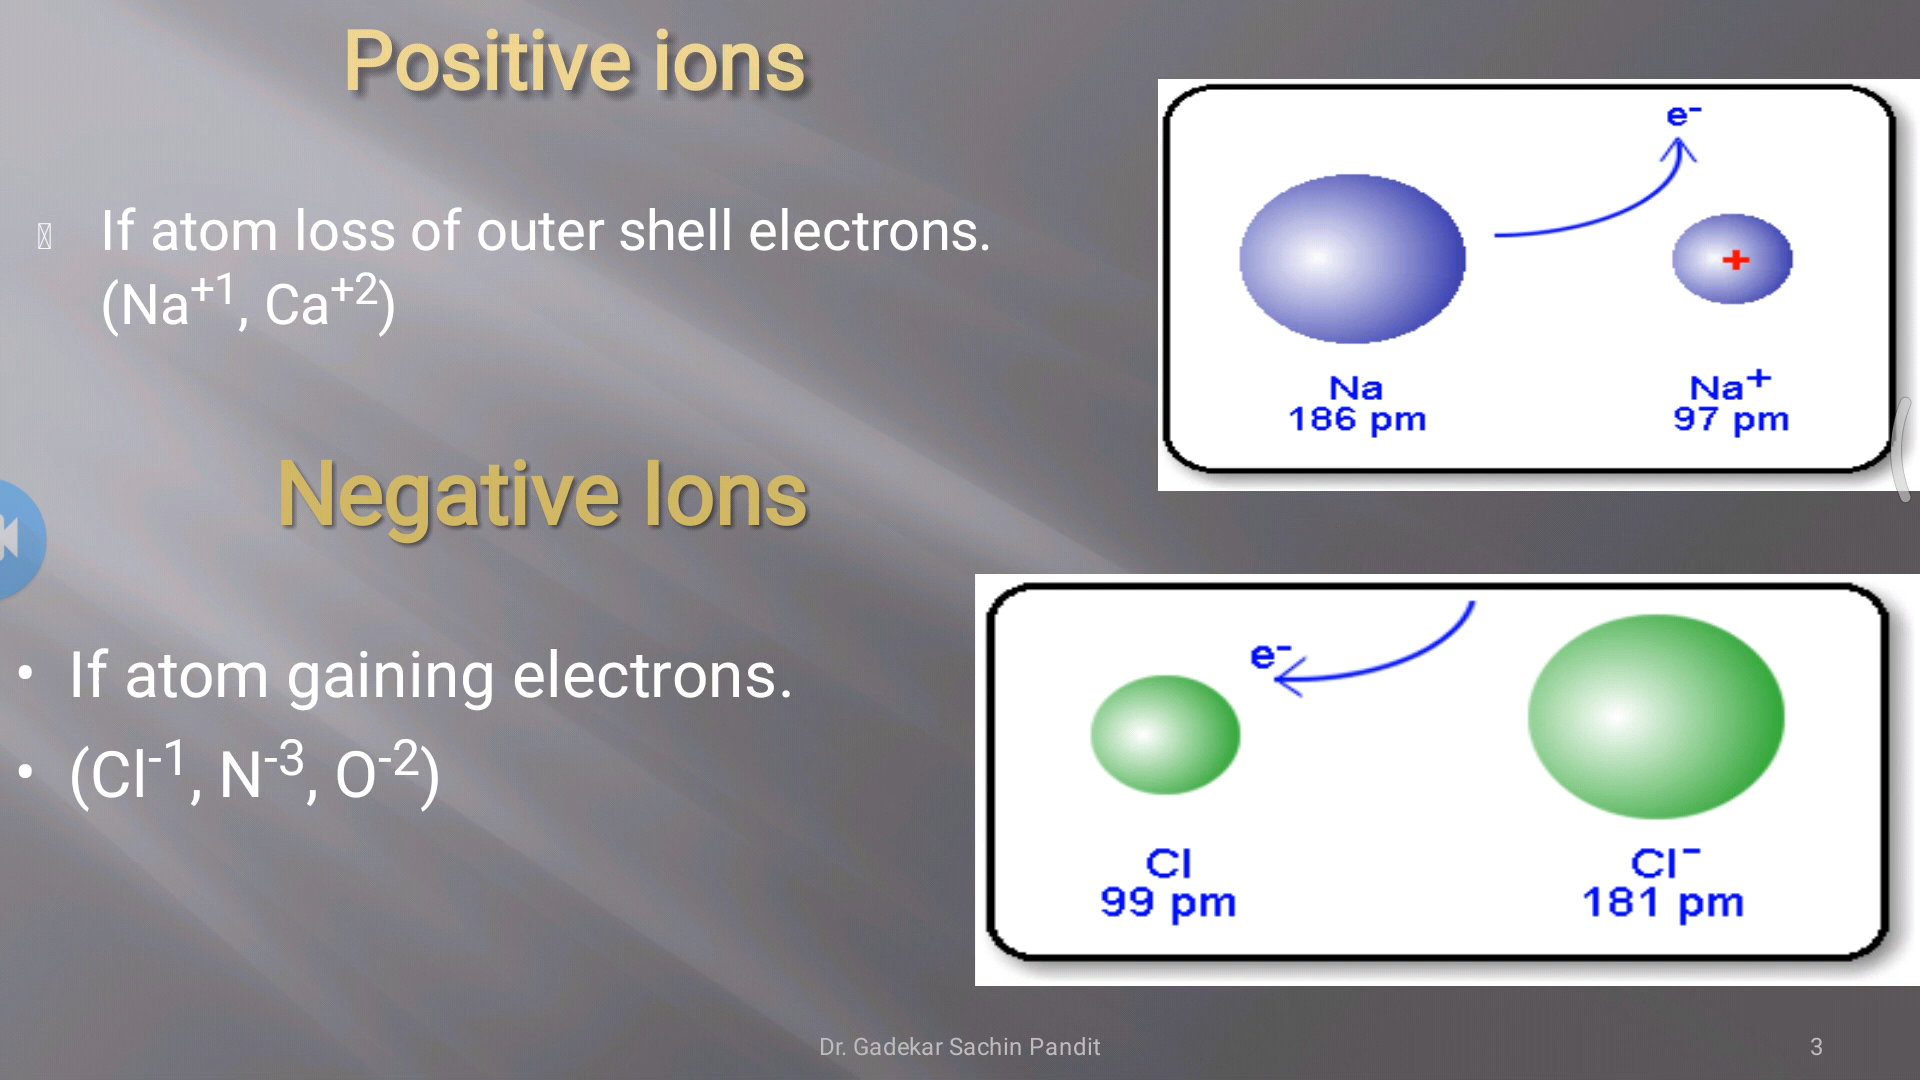 Positive ions
If atom loss of outer shell electrons.
(Na⁺¹, Ca⁺²)
e⁻
+
Na
186 pm
Na⁺
97 pm
Negative Ions
If atom gaining electrons.
(Cl⁻¹, N⁻³, O⁻²)
e⁻
Cl
99 pm
Cl⁻
181 pm
Dr. Gadekar Sachin Pandit
3